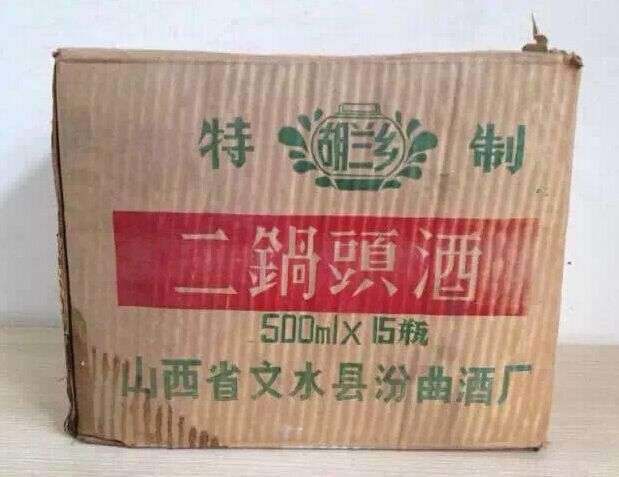 特 胡兰乡 制
二鍋頭酒
500ml x 15瓶
山西省文水县汾曲酒厂